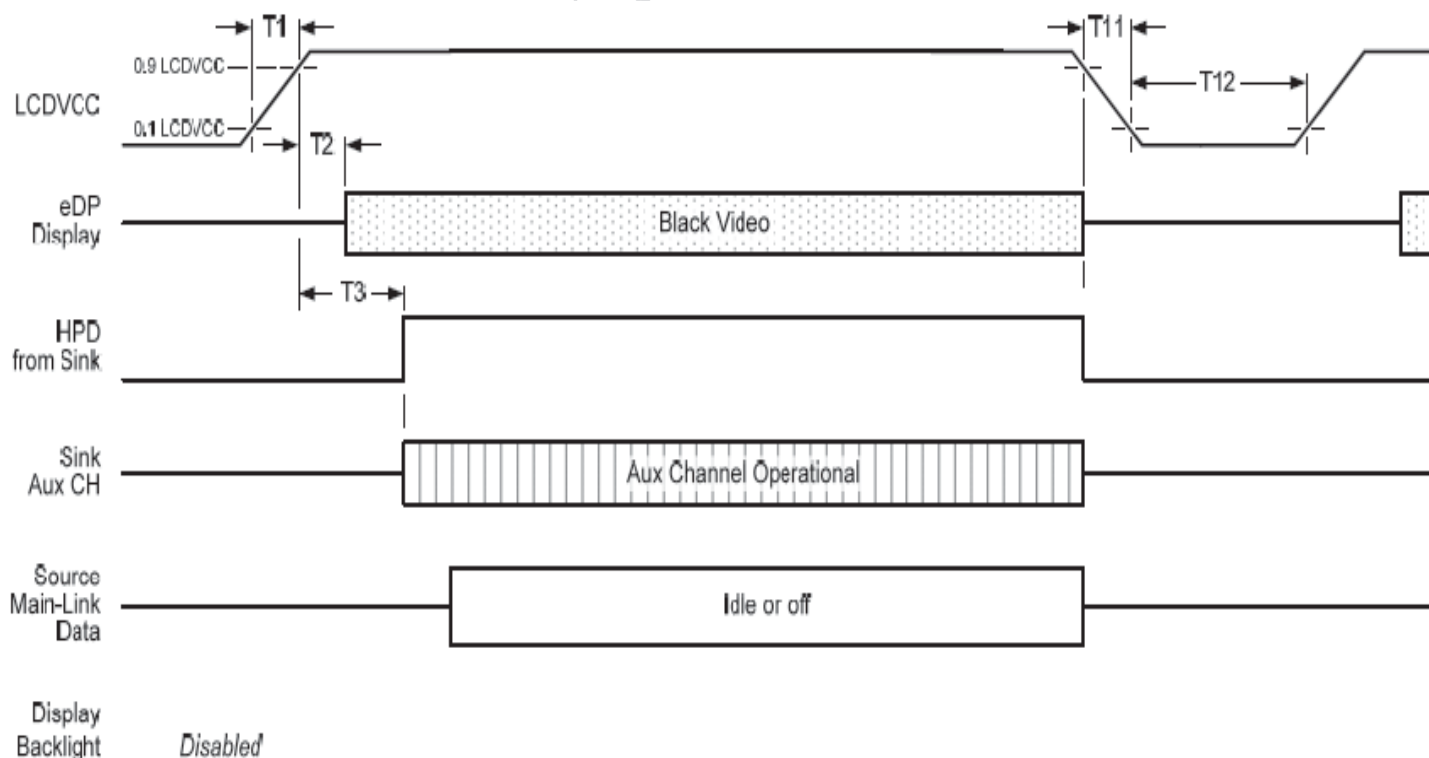 T1
T11
0.9 LCDVCC
LCDVCC
T12
0.1 LCDVCC
T2
eDP
Display
Black Video
T3
HPD
from Sink
Sink
Aux CH
Aux Channel Operational
Source
Main-Link
Data
Idle or off
Display
Backlight
Disabled